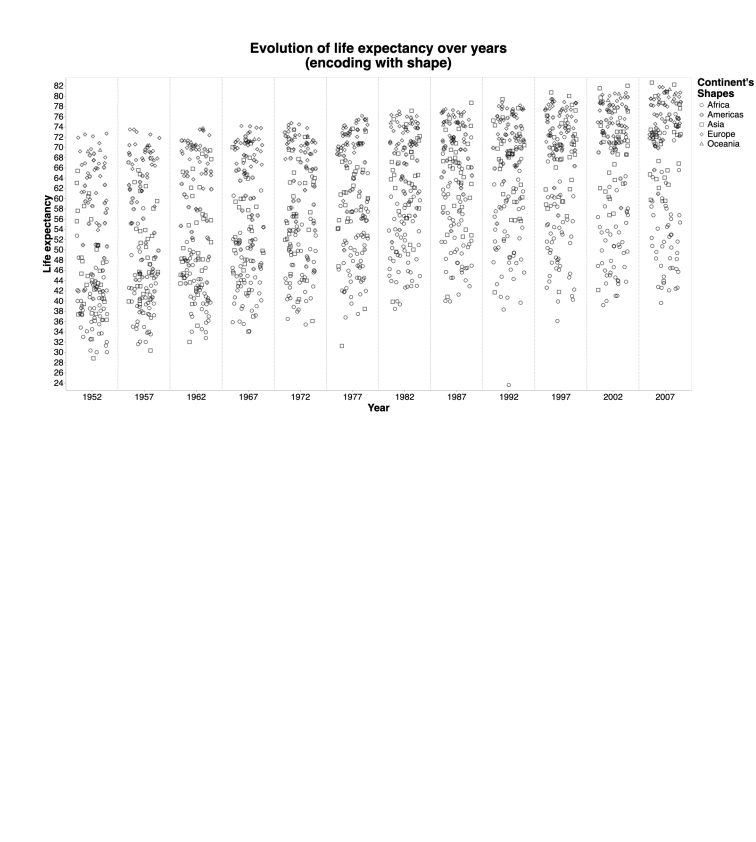 Evolution of life expectancy over years
(encoding with shape)
Continent's
Shapes
Africa
Americas
Asia
Europe
Oceania
Life expectancy
82
80
78
76
74
72
70
68
66
64
62
60
58
56
54
52
50
48
46
44
42
40
38
36
34
32
30
28
26
24
1952 1957 1962 1967 1972 1977 1982 1987 1992 1997 2002 2007
Year